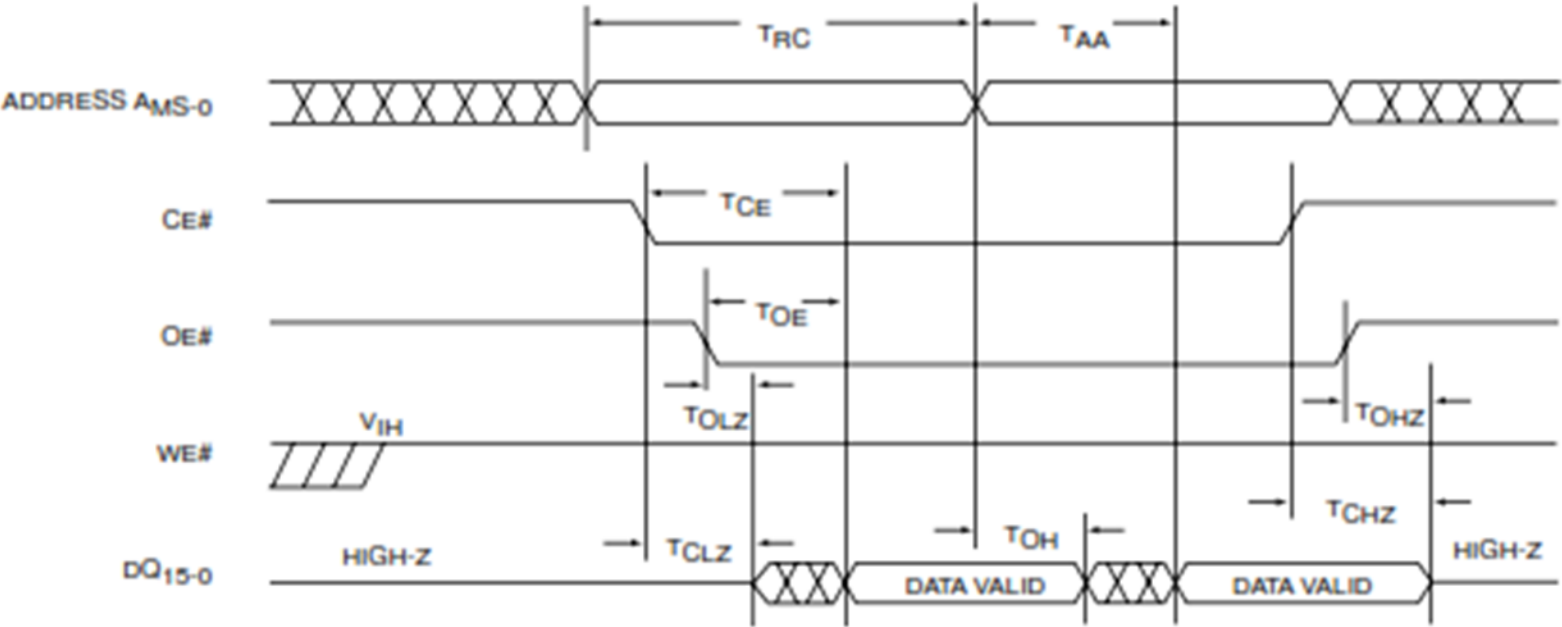 TRC
TAA
ADDRESS AMS-0
TCE
CE#
TOE
OE#
TOLZ
TOHZ
VIH
WE#
TCHZ
TOH
TCLZ
HIGH-Z
HIGH-Z
DQ15-0
DATA VALID
DATA VALID